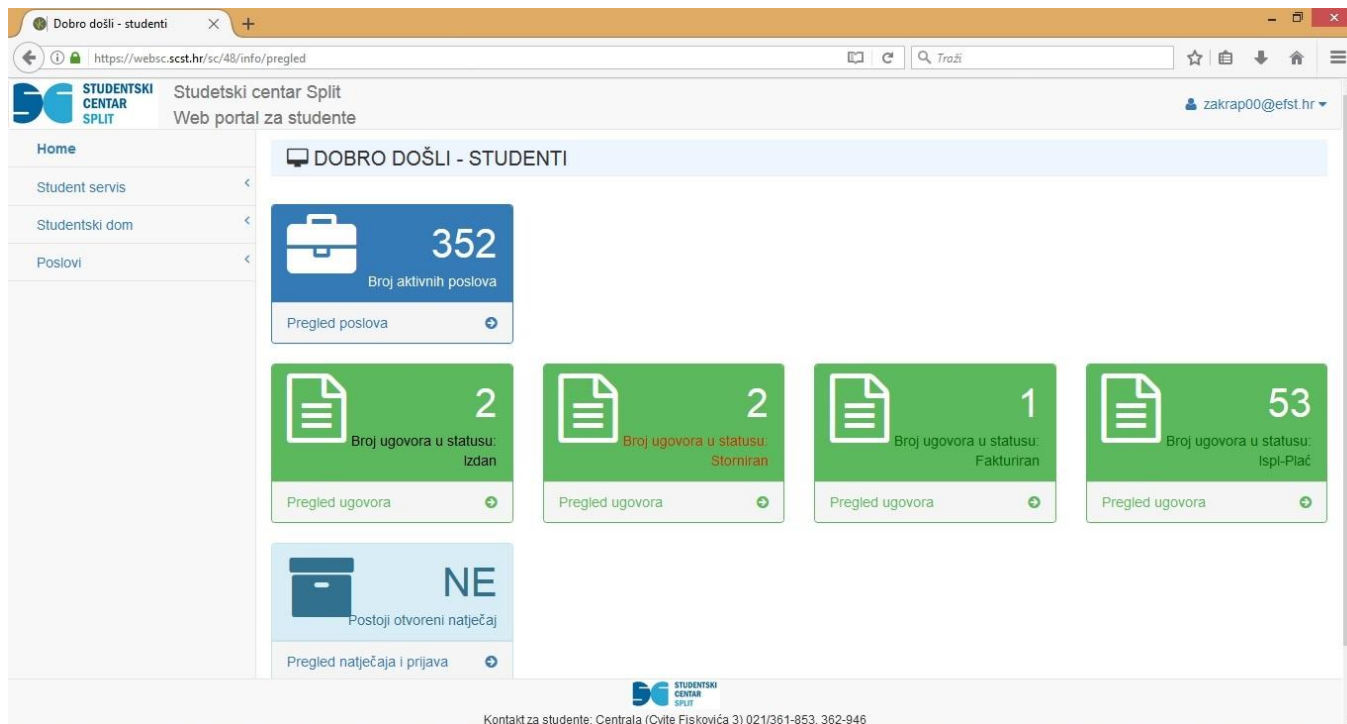 Dobro došli - studenti
https://websc.scst.hr/sc/48/info/pregled
Traži
STUDENTSKI
CENTAR
SPLIT
Studetski centar Split
Web portal za studente
zakrap00@efst.hr
Home
Student servis
Studentski dom
Poslovi
DOBRO DOŠLI - STUDENTI
352
Broj aktivnih poslova
Pregled poslova
2
Broj ugovora u statusu:
Izdan
Pregled ugovora
2
Broj ugovora u statusu:
Storniran
Pregled ugovora
1
Broj ugovora u statusu:
Fakturiran
Pregled ugovora
53
Broj ugovora u statusu:
Ispl-Plać
Pregled ugovora
NE
Postoji otvoreni natječaj
Pregled natječaja i prijava
STUDENTSKI
CENTAR
SPLIT
Kontakt za studente: Centrala (Cvite Fiskovića 3) 021/361-853, 362-946